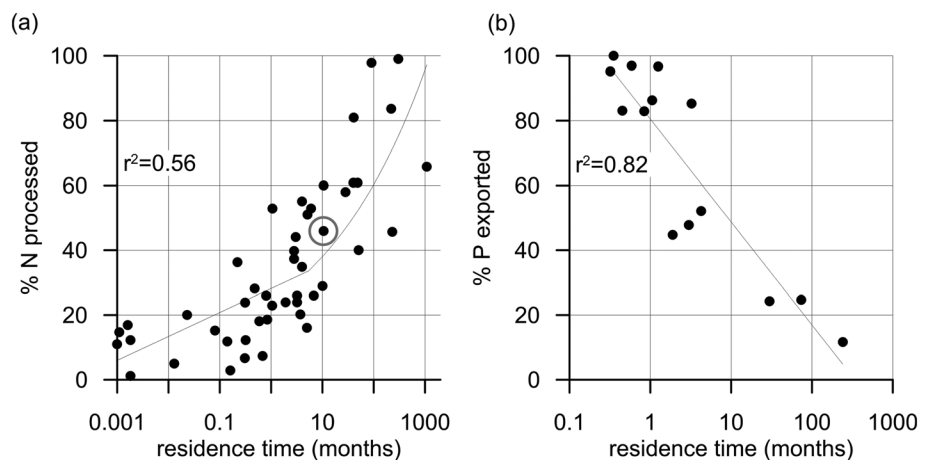 (a)
100
80
60
40
20
0
% N processed
r²=0.56
0.001
0.1
10
1000
residence time (months)
(b)
100
80
60
40
20
0
% P exported
r²=0.82
0.1
1
10
100
1000
residence time (months)